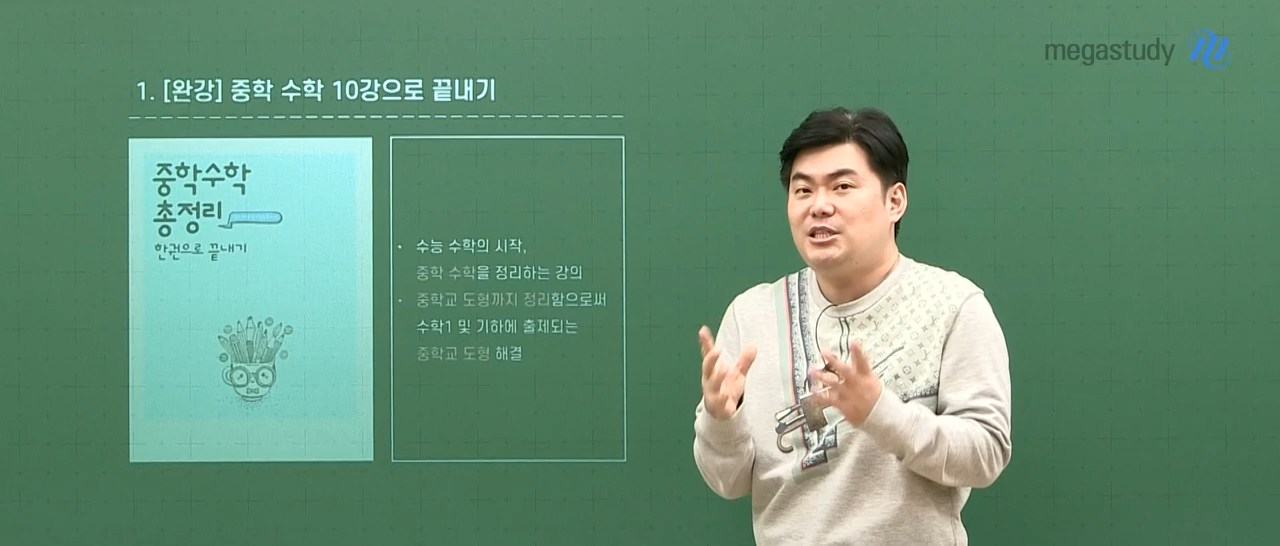 megastudy
1. [완강] 중학 수학 10강으로 끝내기
중학수학
총정리
한권으로 끝내기
• 수능 수학의 시작,
중학 수학을 정리하는 강의
• 중학교 도형까지 정리함으로써
수학1 및 기하에 출제되는
중학교 도형 해결